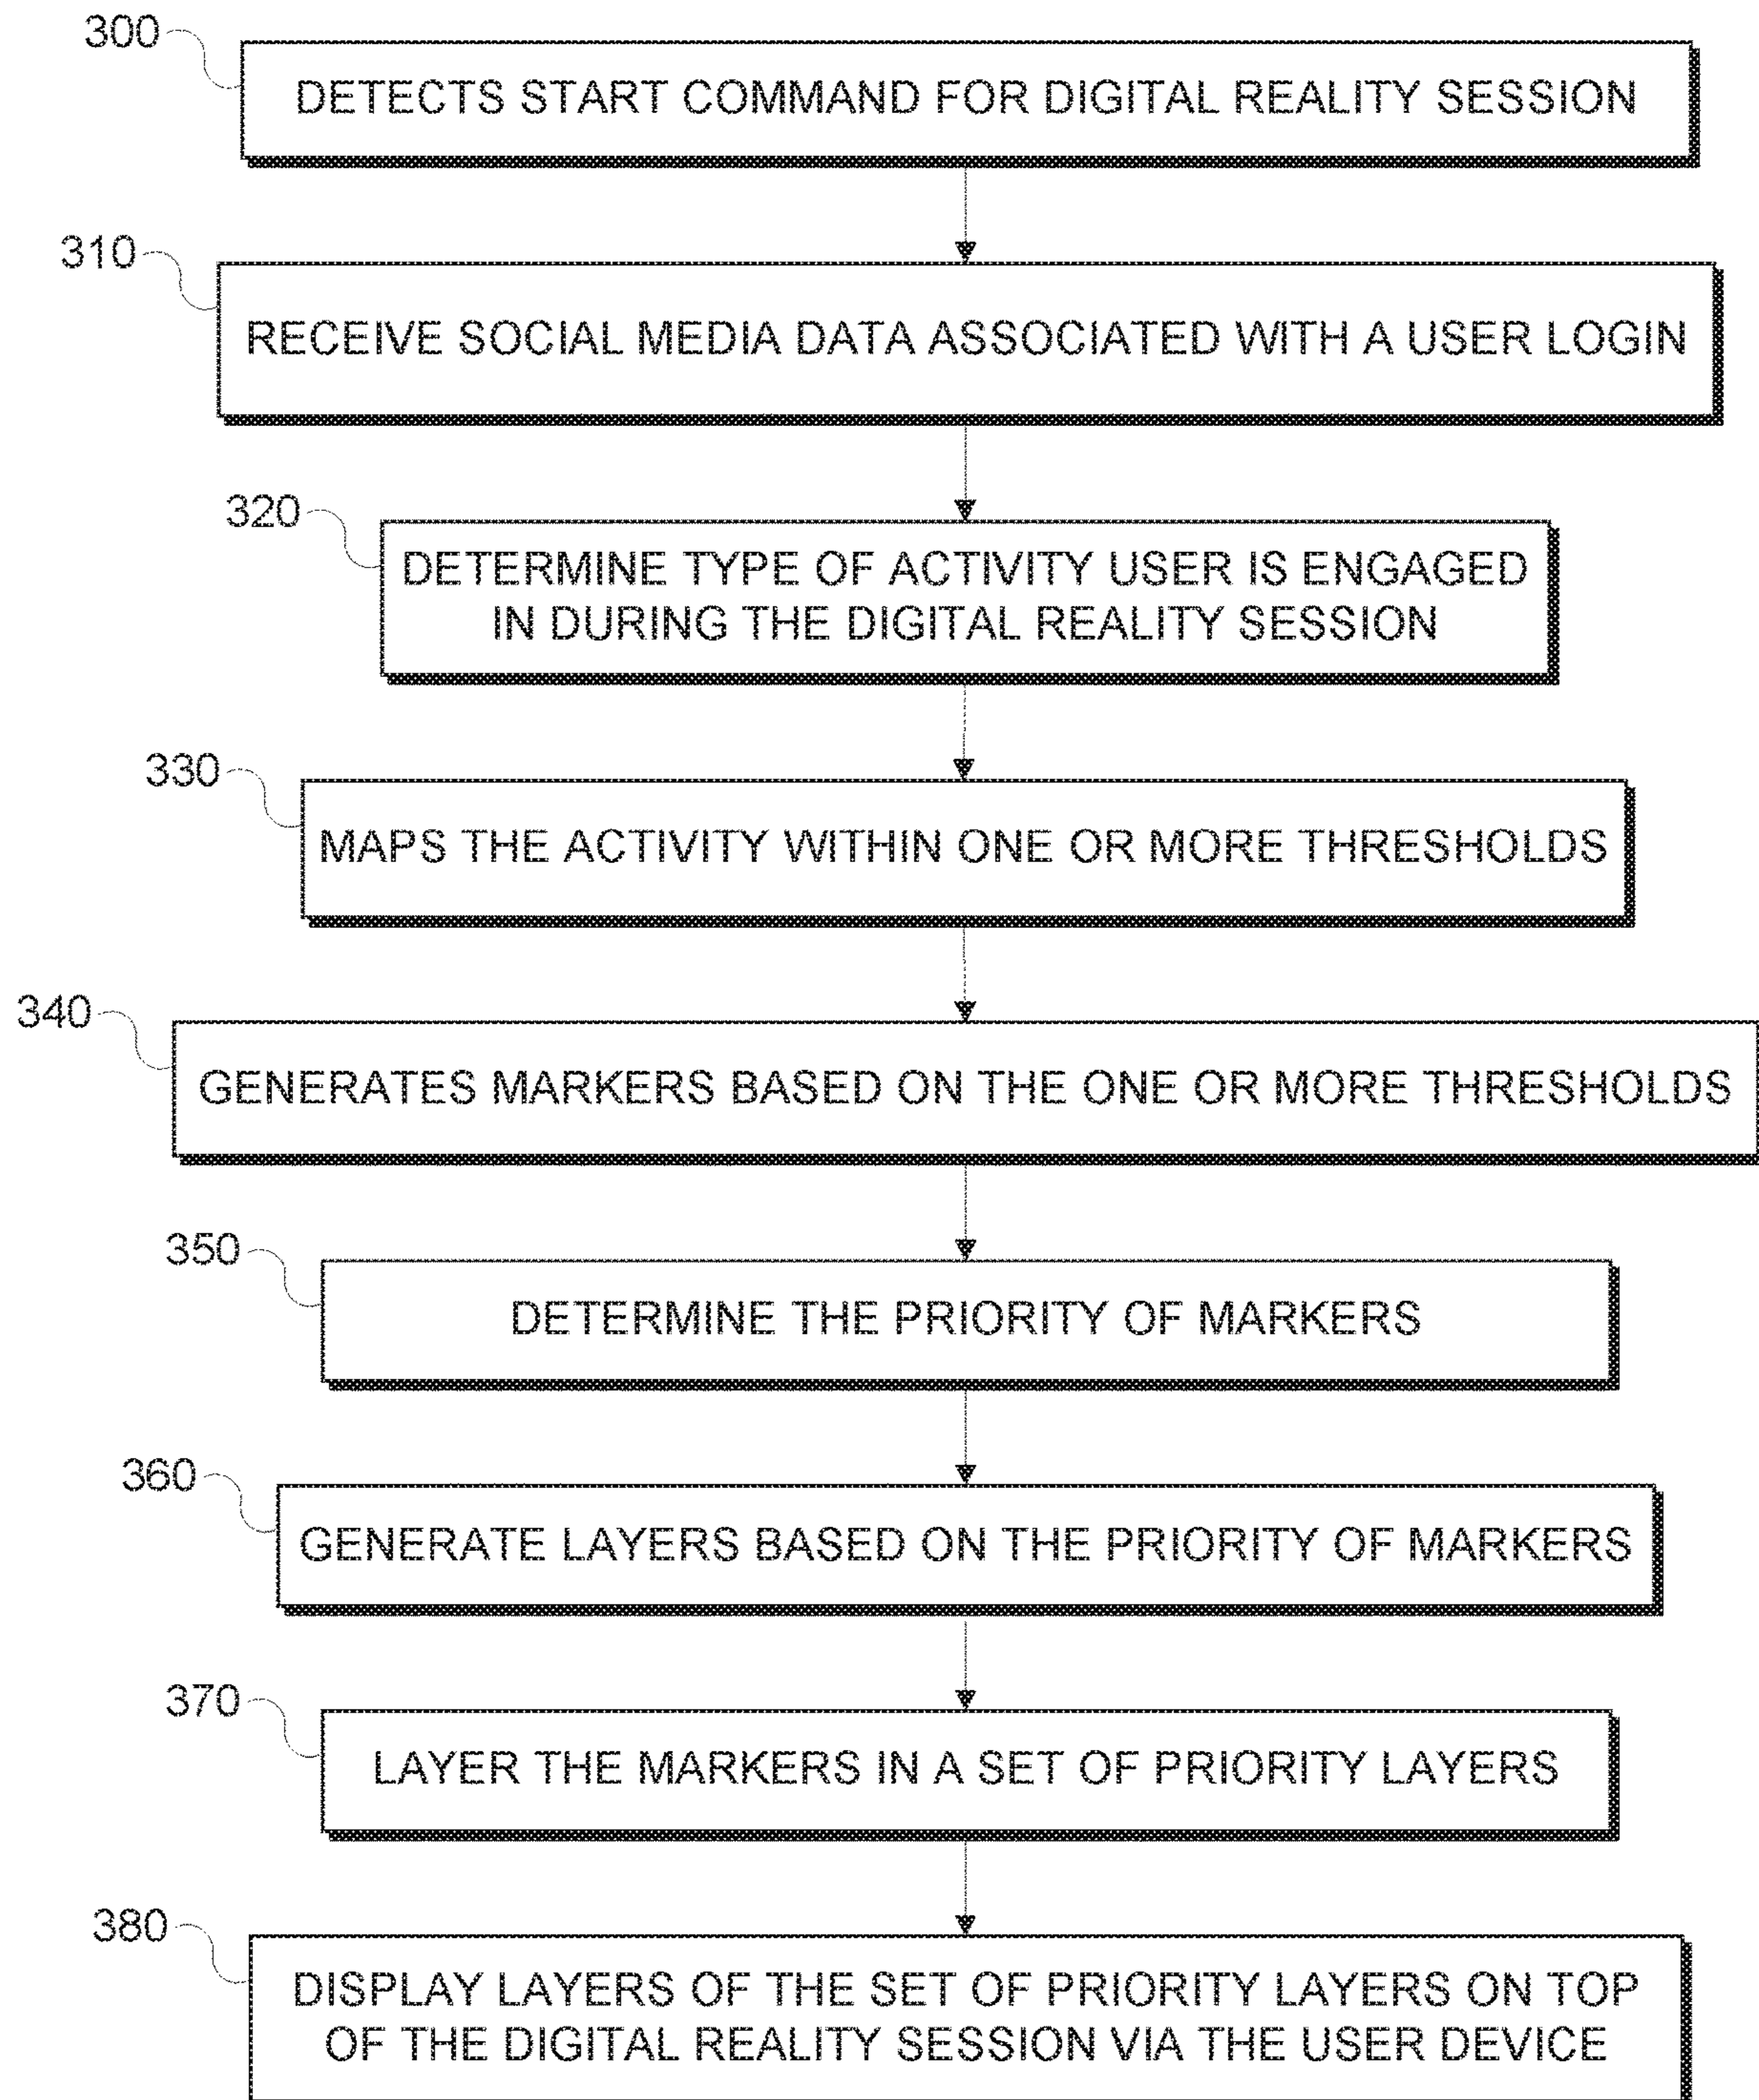 300
DETECTS START COMMAND FOR DIGITAL REALITY SESSION
310
RECEIVE SOCIAL MEDIA DATA ASSOCIATED WITH A USER LOGIN
320
DETERMINE TYPE OF ACTIVITY USER IS ENGAGED
IN DURING THE DIGITAL REALITY SESSION
330
MAPS THE ACTIVITY WITHIN ONE OR MORE THRESHOLDS
340
GENERATES MARKERS BASED ON THE ONE OR MORE THRESHOLDS
350
DETERMINE THE PRIORITY OF MARKERS
360
GENERATE LAYERS BASED ON THE PRIORITY OF MARKERS
370
LAYER THE MARKERS IN A SET OF PRIORITY LAYERS
380
DISPLAY LAYERS OF THE SET OF PRIORITY LAYERS ON TOP
OF THE DIGITAL REALITY SESSION VIA THE USER DEVICE